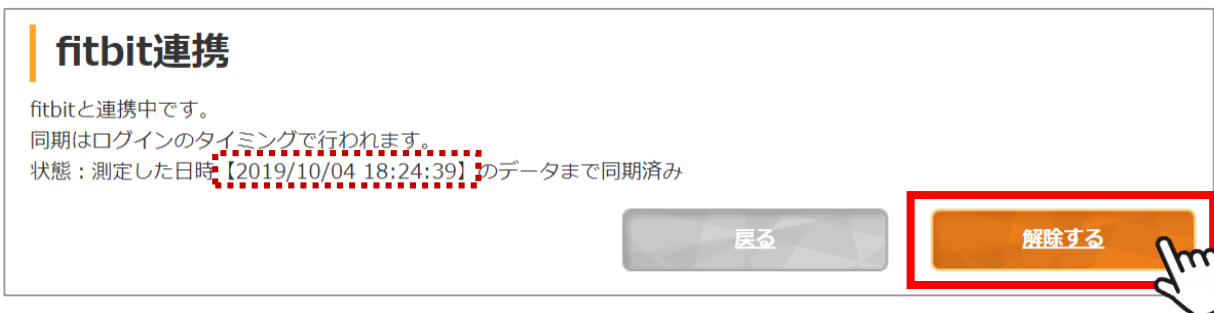 fitbit連携
fitbitと連携中です。
同期はログインのタイミングで行われます。
状態：測定した日時【2019/10/04 18:24:39】のデータまで同期済み
戻る
解除する